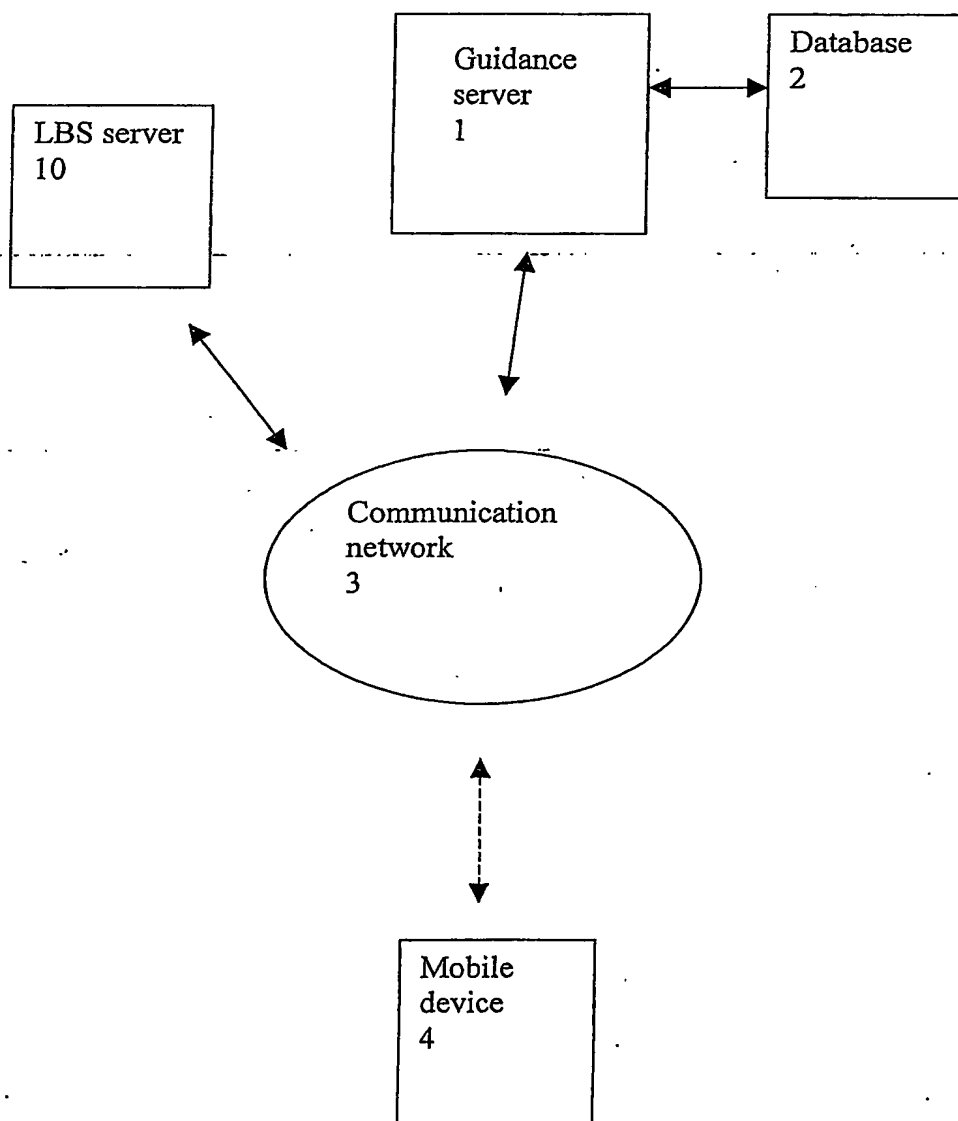 Guidance
server
1
Database
2
LBS server
10
Communication
network
3
Mobile
device
4